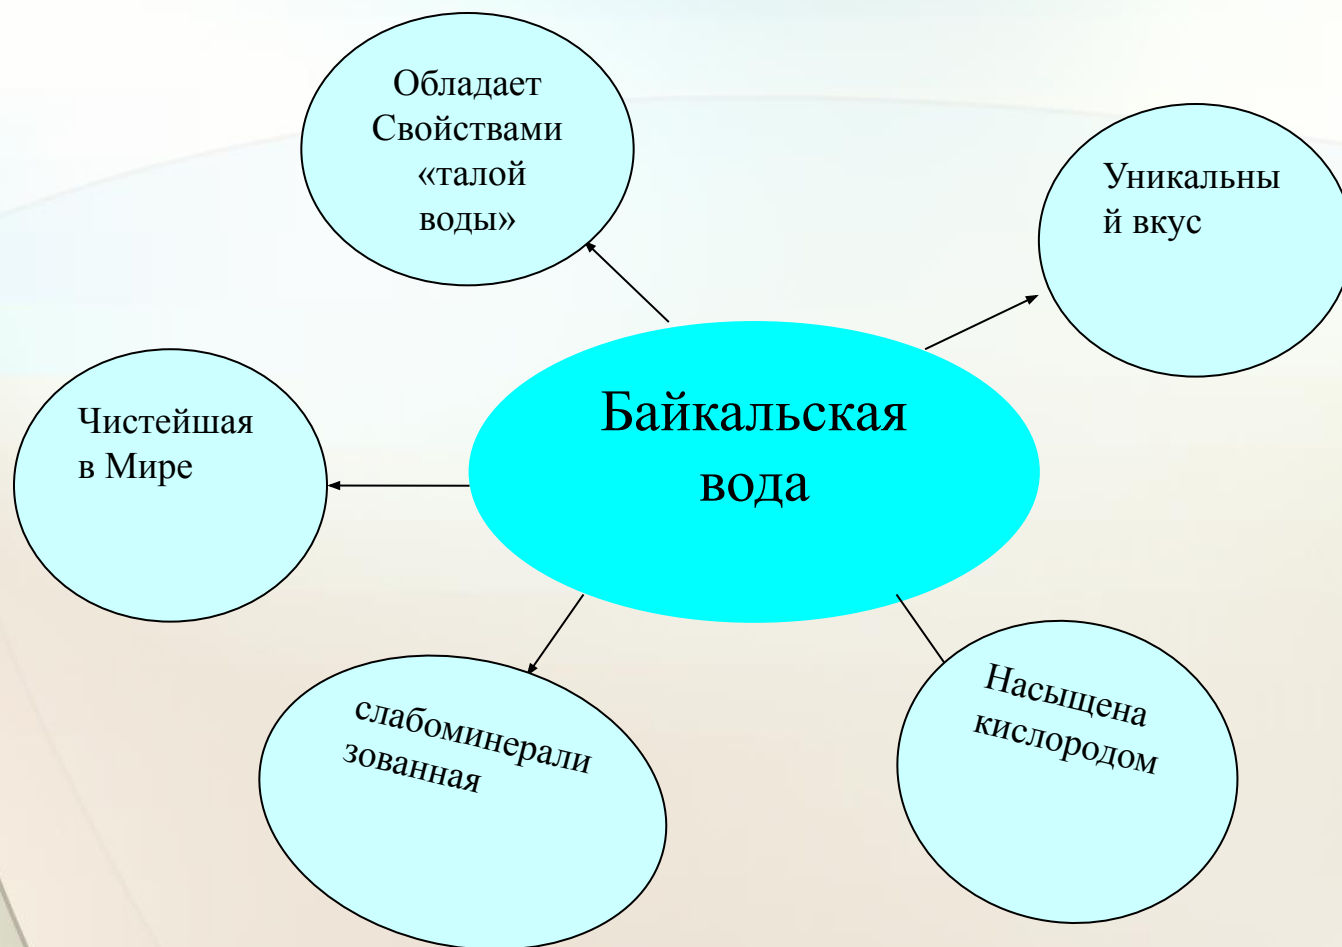 Обладает
Свойствами
«талой
воды»
Уникальны
й вкус
Байкальская
вода
Чистейшая
в Мире
слабоминерали
зованная
Насыщена
кислородом